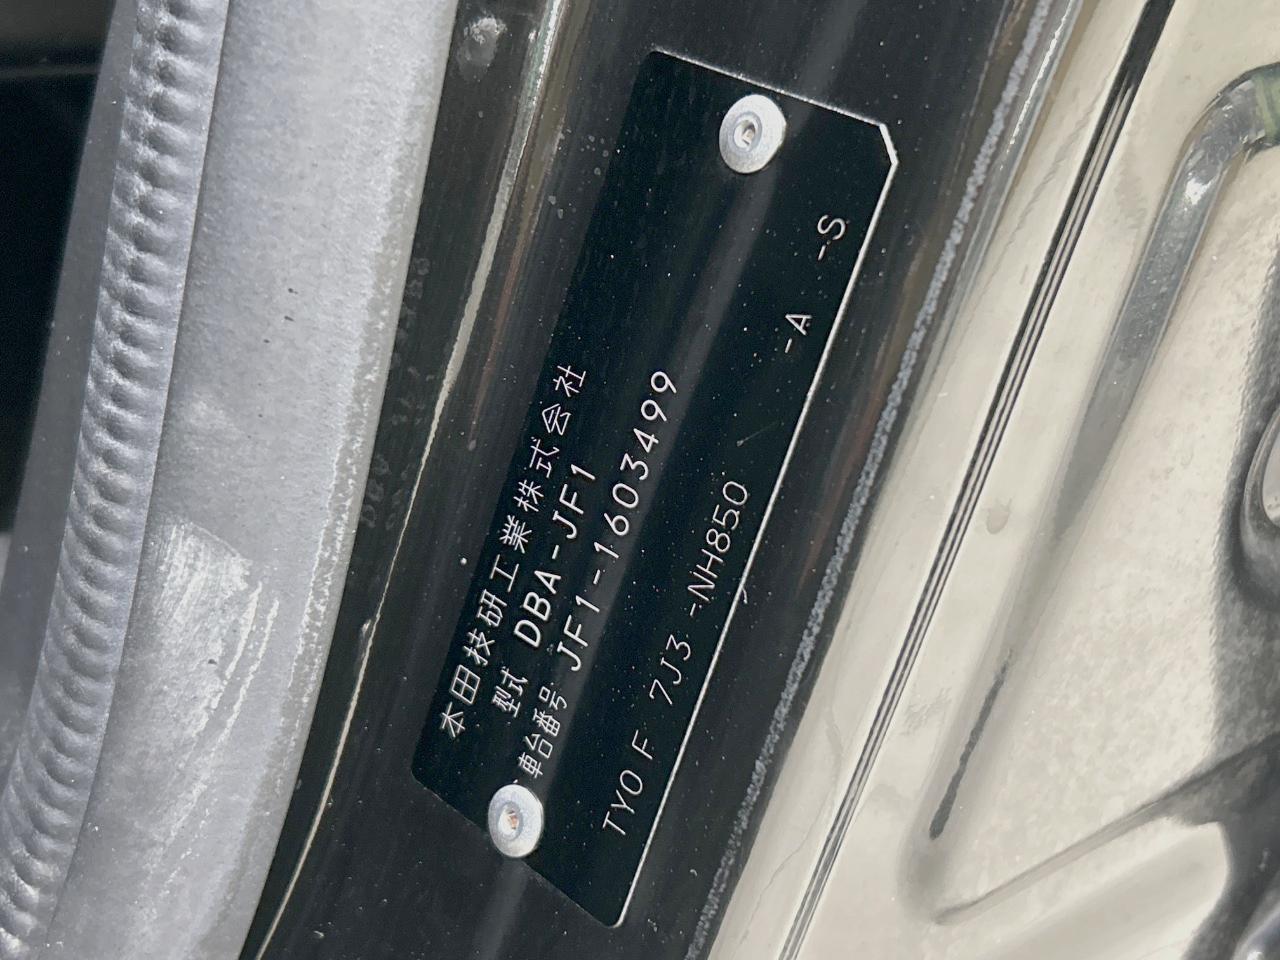 本田技研工業株式会社
型式 DBA-JF1
車台番号 JF1-1603499
TY0 F 7J3 -NH850 -A -S